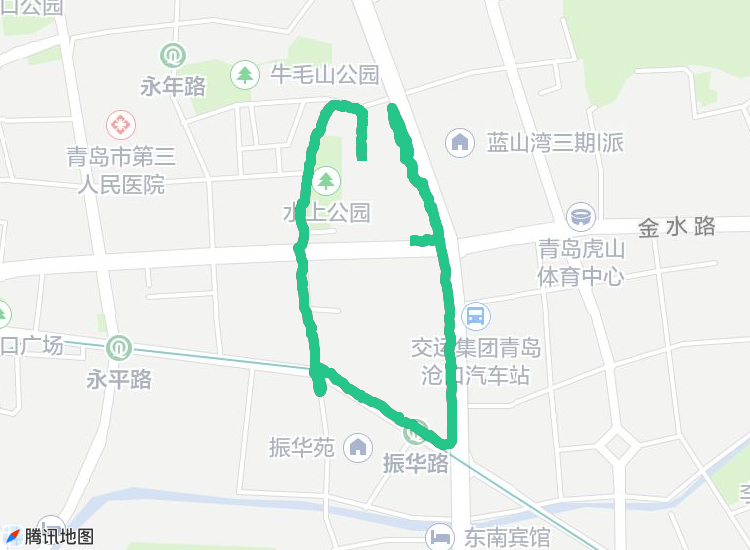 口公园
牛毛山公园
永年路
蓝山湾三期I派
青岛市第三
人民医院
水上公园
金水路
青岛虎山
体育中心
口广场
交运集团青岛
沧口汽车站
永平路
振华苑
振华路
腾讯地图
东南宾馆